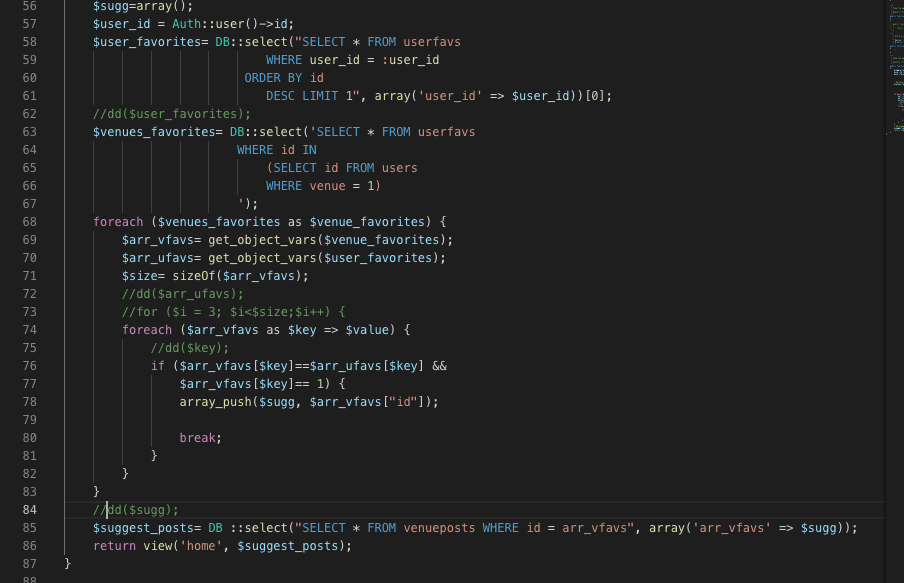 56 $sugg=array();
57 $user_id = Auth::user()->id;
58 $user_favorites= DB::select("SELECT * FROM userfavs
59 WHERE user_id = :user_id
60 ORDER BY id
61 DESC LIMIT 1", array('user_id' => $user_id))[0];
62 //dd($user_favorites);
63 $venues_favorites= DB::select('SELECT * FROM userfavs
64 WHERE id IN
65 (SELECT id FROM users
66 WHERE venue = 1)
67 ');
68 foreach ($venues_favorites as $venue_favorites) {
69 $arr_vfavs= get_object_vars($venue_favorites);
70 $arr_ufavs= get_object_vars($user_favorites);
71 $size= sizeOf($arr_vfavs);
72 //dd($arr_ufavs);
73 //for ($i = 3; $i<$size;$i++) {
74 foreach ($arr_vfavs as $key => $value) {
75 //dd($key);
76 if ($arr_vfavs[$key]==$arr_ufavs[$key] &&
77 $arr_vfavs[$key]== 1) {
78 array_push($sugg, $arr_vfavs["id"]);
79
80 break;
81 }
82 }
83 }
84 //dd($sugg);
85 $suggest_posts= DB ::select("SELECT * FROM venueposts WHERE id = arr_vfavs", array('arr_vfavs' => $sugg));
86 return view('home', $suggest_posts);
87 }
88